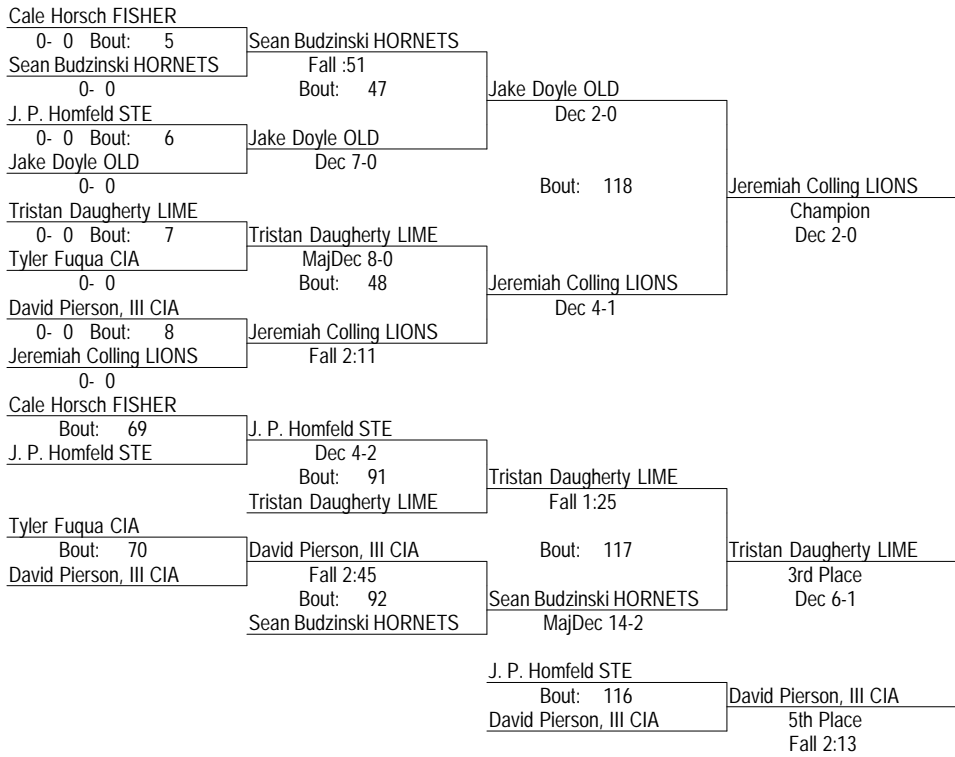 Cale Horsch FISHER
0- 0 Bout: 5
Sean Budzinski HORNETS
Sean Budzinski HORNETS
Fall :51
0- 0
Bout: 47
Jake Doyle OLD
J. P. Homfeld STE
Dec 2-0
0- 0 Bout: 6
Jake Doyle OLD
Jake Doyle OLD
Dec 7-0
0- 0
Bout: 118
Jeremiah Colling LIONS
Tristan Daugherty LIME
Champion
0- 0 Bout: 7
Tristan Daugherty LIME
Dec 2-0
Tyler Fuqua CIA
MajDec 8-0
0- 0
Bout: 48
Jeremiah Colling LIONS
David Pierson, III CIA
Dec 4-1
0- 0 Bout: 8
Jeremiah Colling LIONS
Jeremiah Colling LIONS
Fall 2:11
0- 0
Cale Horsch FISHER
Bout: 69
J. P. Homfeld STE
J. P. Homfeld STE
Dec 4-2
Bout: 91
Tristan Daugherty LIME
Tristan Daugherty LIME
Fall 1:25
Tyler Fuqua CIA
Bout: 70
David Pierson, III CIA
Bout: 117
Tristan Daugherty LIME
David Pierson, III CIA
Fall 2:45
3rd Place
Bout: 92
Sean Budzinski HORNETS
Dec 6-1
Sean Budzinski HORNETS
MajDec 14-2
J. P. Homfeld STE
Bout: 116
David Pierson, III CIA
David Pierson, III CIA
5th Place
Fall 2:13